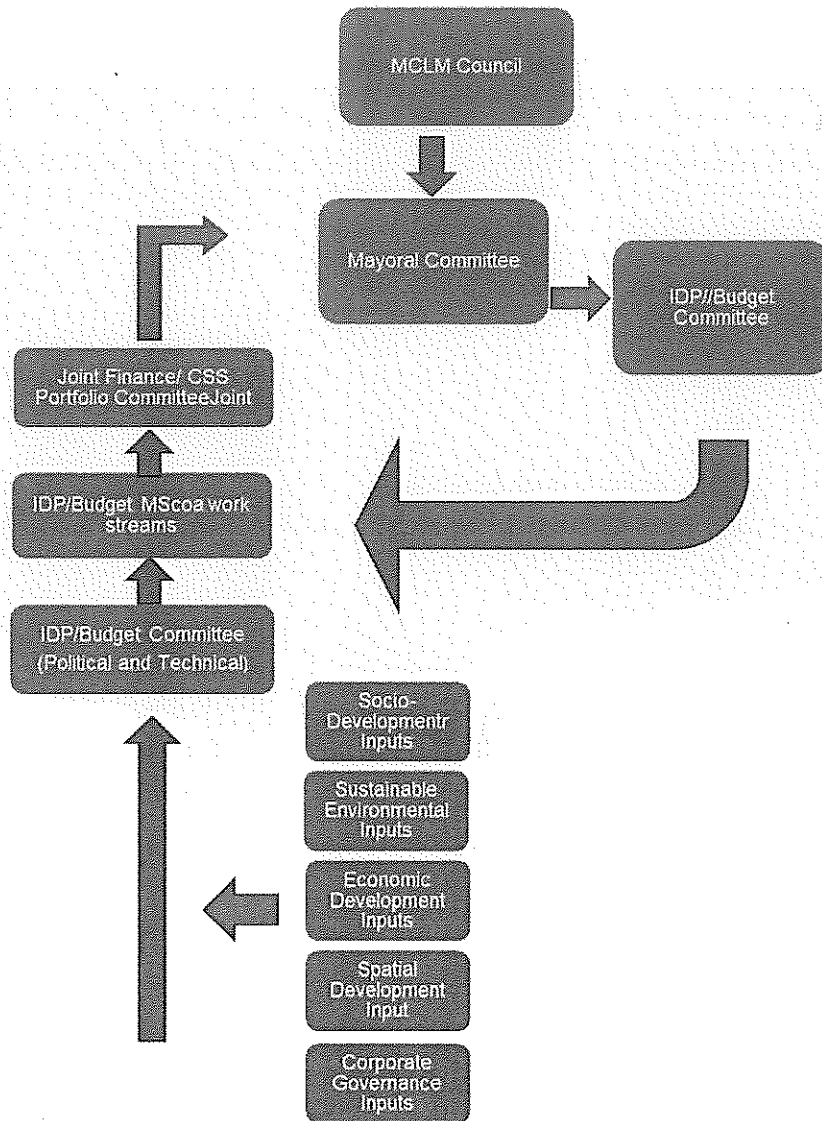 MCLM Council
Mayoral Committee
IDP//Budget
Committee
Joint Finance/ CSS
Portfolio CommitteeJoint
IDP/Budget MScoa work
streams
IDP/Budget Committee
(Political and Technical)
Socio-
Developmentr
Inputs
Sustainable
Environmental
Inputs
Economic
Development
Inputs
Spatial
Development
Input
Corporate
Governance
Inputs